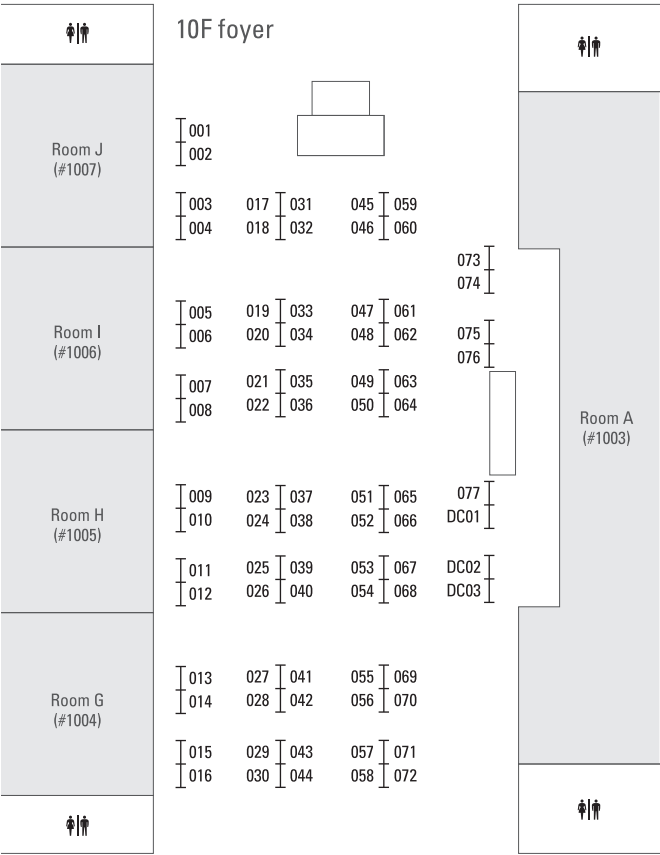 10F foyer
Room J
(#1007)
001
002
003 017 031 045 059
004 018 032 046 060
073
074
Room I
(#1006)
005 019 033 047 061
006 020 034 048 062
075
076
007 021 035 049 063
008 022 036 050 064
Room A
(#1003)
Room H
(#1005)
009 023 037 051 065 077
010 024 038 052 066 DC01
011 025 039 053 067 DC02
012 026 040 054 068 DC03
Room G
(#1004)
013 027 041 055 069
014 028 042 056 070
015 029 043 057 071
016 030 044 058 072